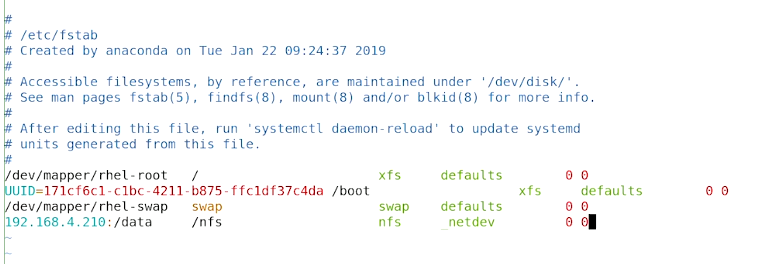 #
# /etc/fstab
# Created by anaconda on Tue Jan 22 09:24:37 2019
#
# Accessible filesystems, by reference, are maintained under '/dev/disk/'.
# See man pages fstab(5), findfs(8), mount(8) and/or blkid(8) for more info.
#
# After editing this file, run 'systemctl daemon-reload' to update systemd
# units generated from this file.
#
/dev/mapper/rhel-root   /                       xfs     defaults        0 0
UUID=171cf6c1-c1bc-4211-b875-ffc1df37c4da /boot                   xfs     defaults        0 0
/dev/mapper/rhel-swap   swap                    swap    defaults        0 0
192.168.4.210:/data     /nfs                    nfs     _netdev         0 0
~
~